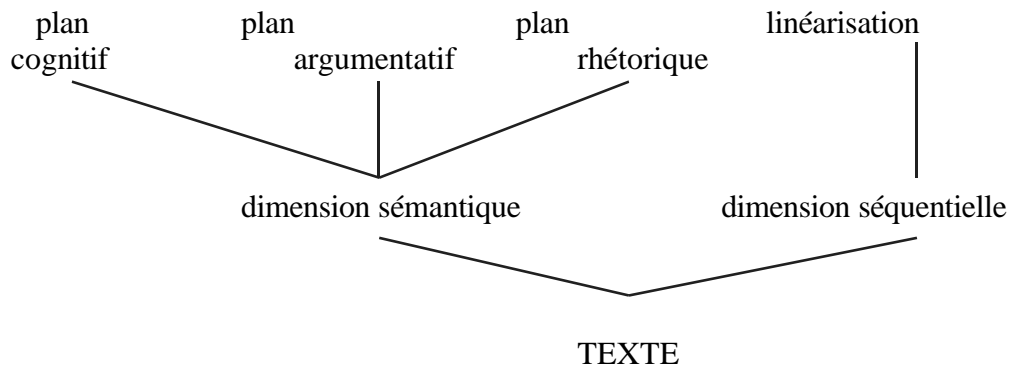 plan plan plan linéarisation
cognitif argumentatif rhétorique
dimension sémantique dimension séquentielle
TEXTE